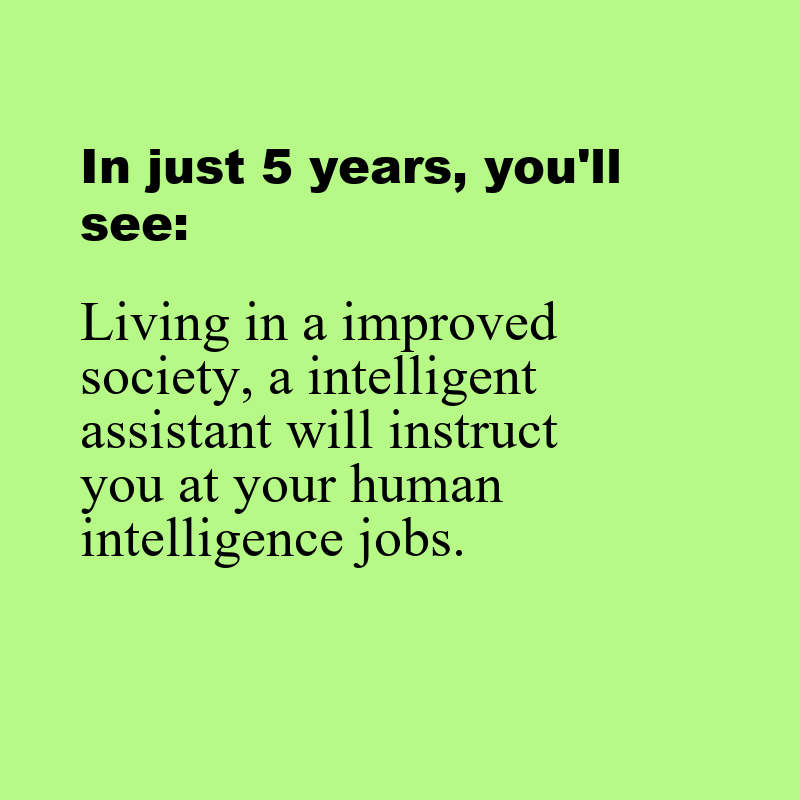 In just 5 years, you'll
see:
Living in a improved
society, a intelligent
assistant will instruct
you at your human
intelligence jobs.